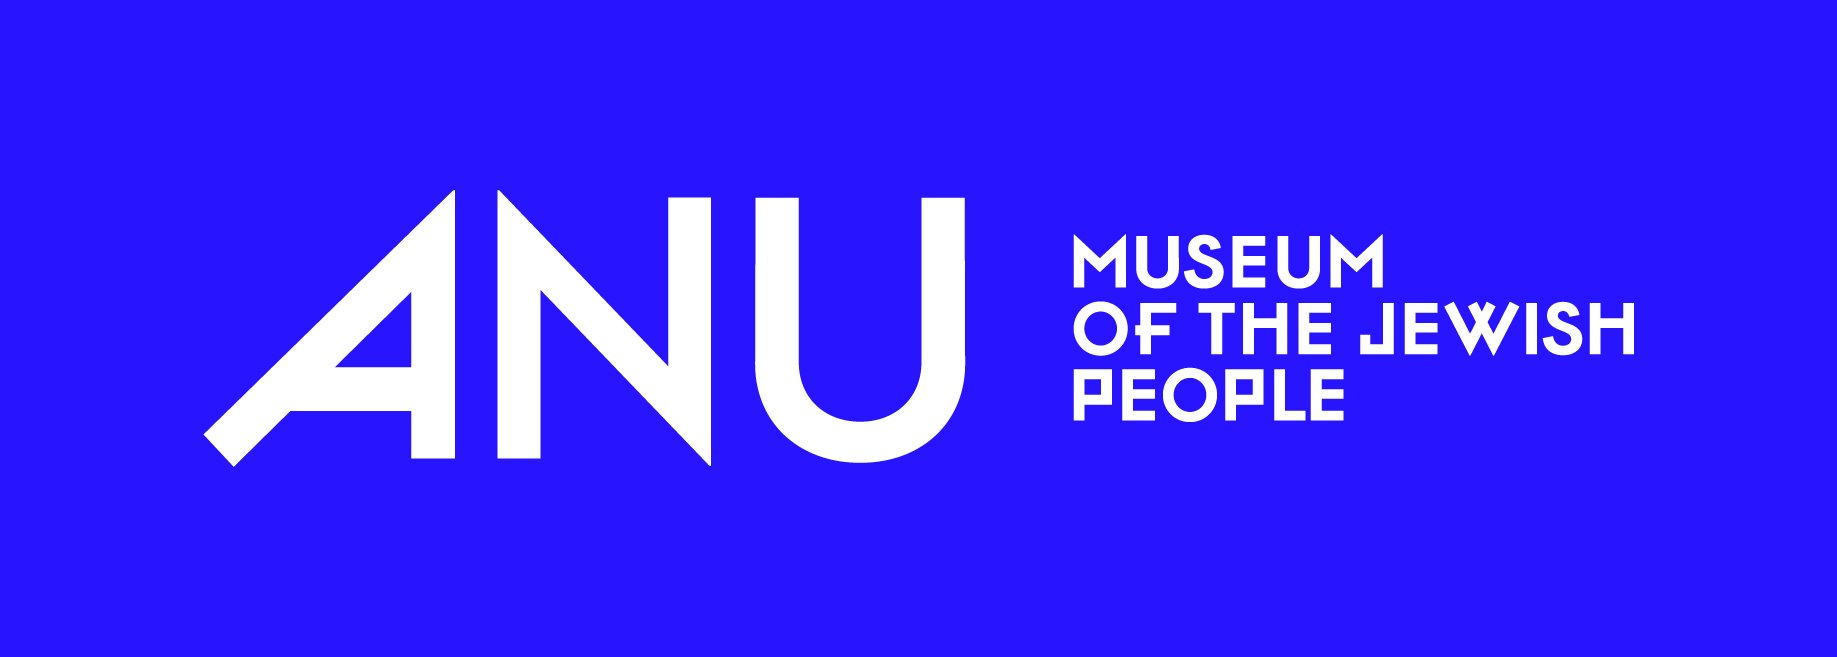 ANU
MUSEUM
OF THE JEWISH
PEOPLE